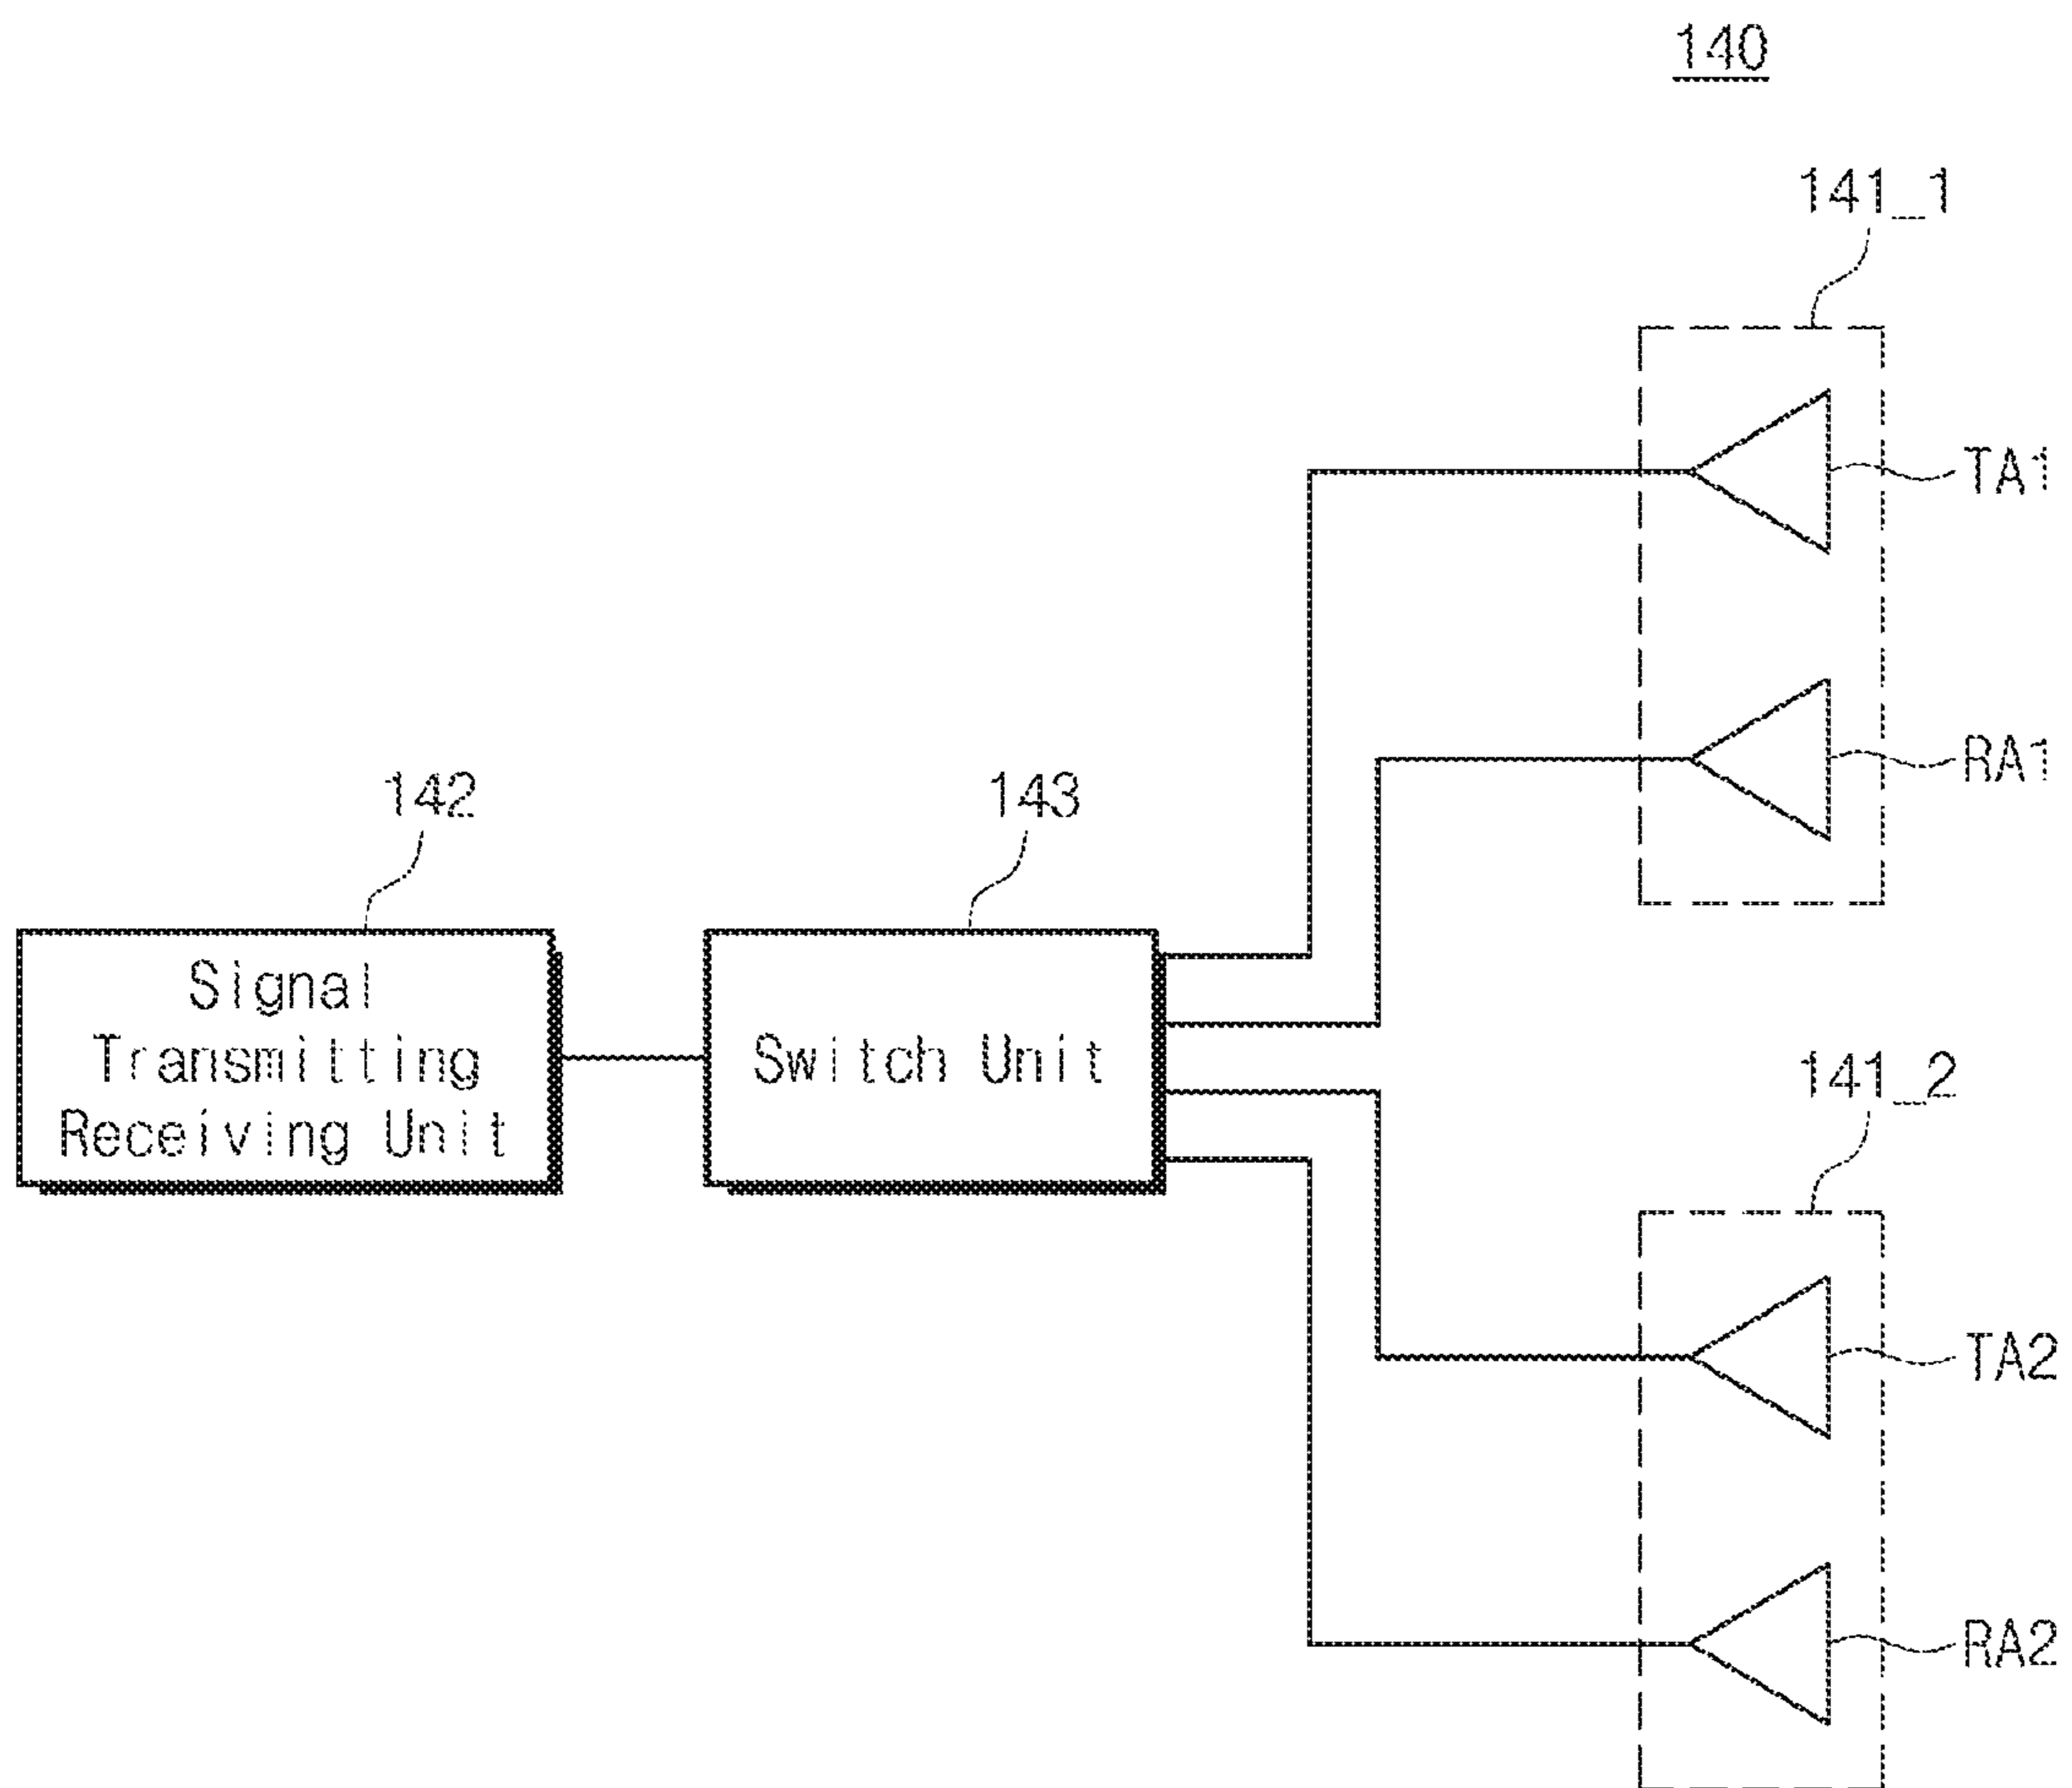 140
141_1
TA1
RA1
142
143
Signal
Transmitting
Receiving Unit
Switch Unit
141_2
TA2
RA2